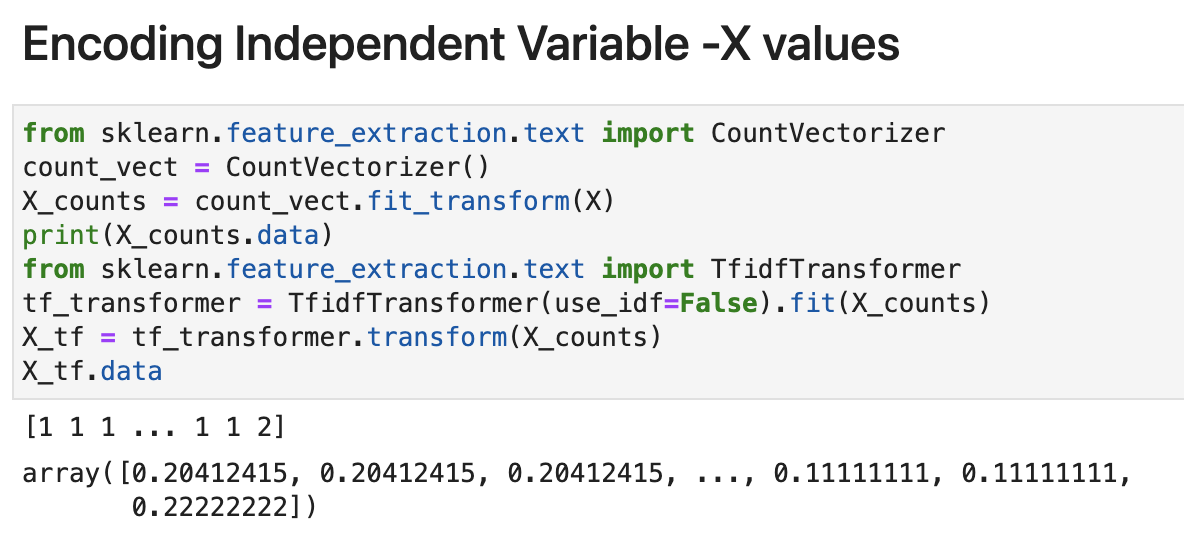 Encoding Independent Variable -X values
from sklearn.feature_extraction.text import CountVectorizer
count_vect = CountVectorizer()
X_counts = count_vect.fit_transform(X)
print(X_counts.data)
from sklearn.feature_extraction.text import TfidfTransformer
tf_transformer = TfidfTransformer(use_idf=False).fit(X_counts)
X_tf = tf_transformer.transform(X_counts)
X_tf.data
[1 1 1 ... 1 1 2]
array([0.20412415, 0.20412415, 0.20412415, ..., 0.11111111, 0.11111111,
       0.22222222])